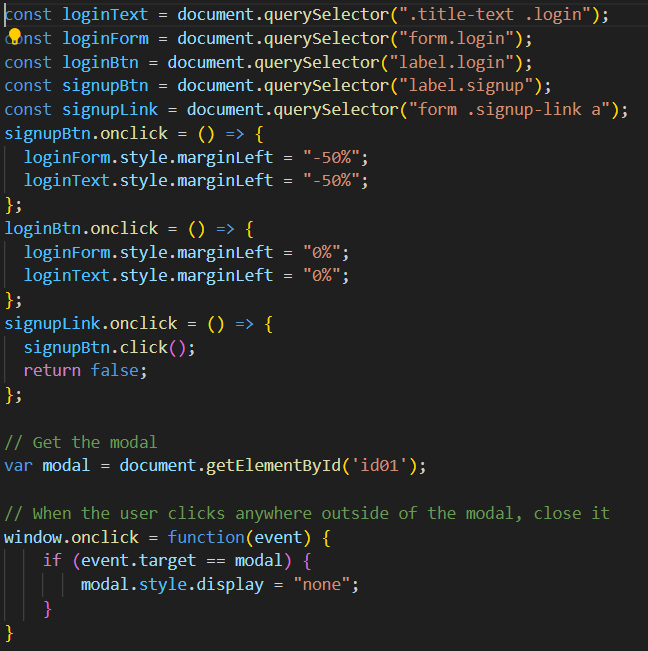 const loginText = document.querySelector(".title-text .login");
const loginForm = document.querySelector("form.login");
const loginBtn = document.querySelector("label.login");
const signupBtn = document.querySelector("label.signup");
const signupLink = document.querySelector("form .signup-link a");
signupBtn.onclick = () => {
  loginForm.style.marginLeft = "-50%";
  loginText.style.marginLeft = "-50%";
};
loginBtn.onclick = () => {
  loginForm.style.marginLeft = "0%";
  loginText.style.marginLeft = "0%";
};
signupLink.onclick = () => {
  signupBtn.click();
  return false;
};

// Get the modal
var modal = document.getElementById('id01');

// When the user clicks anywhere outside of the modal, close it
window.onclick = function(event) {
    if (event.target == modal) {
        modal.style.display = "none";
    }
}